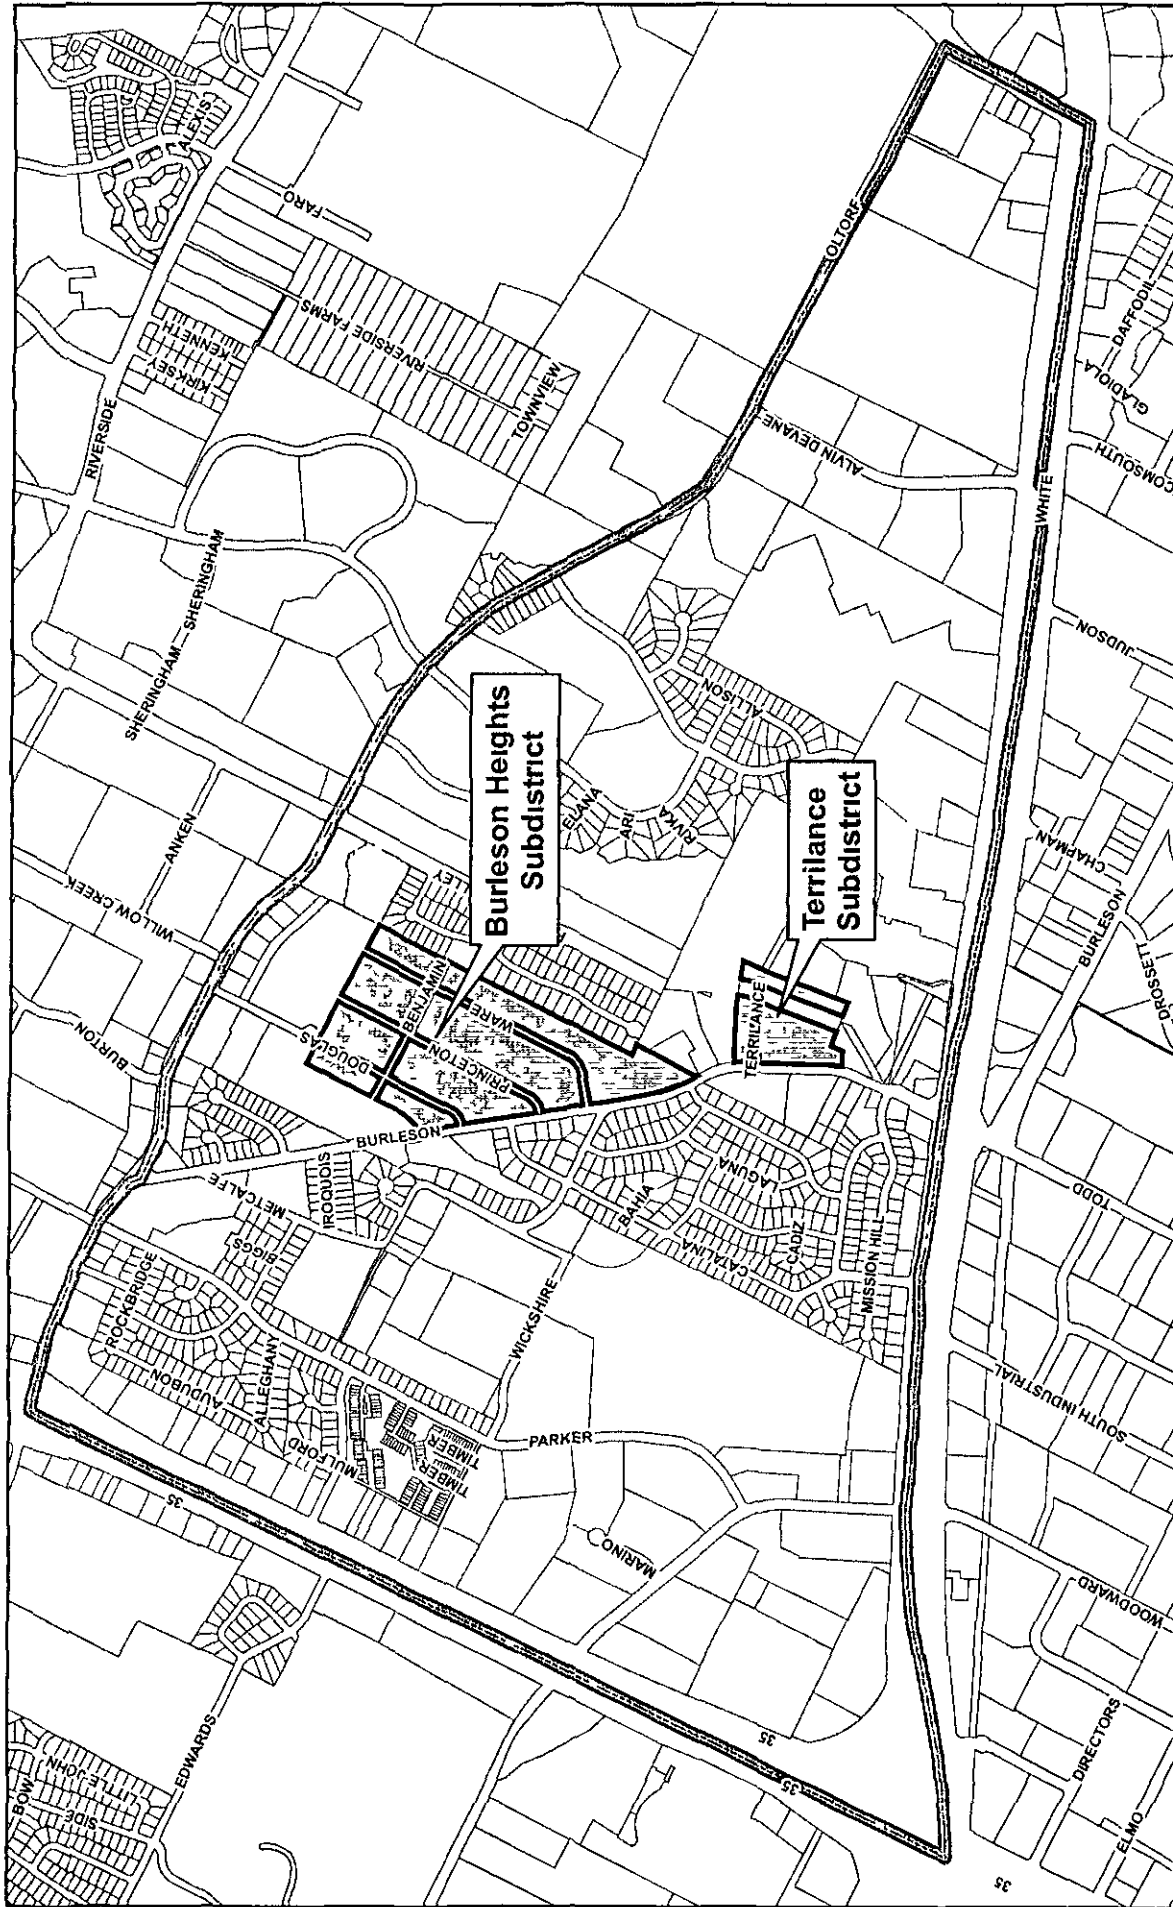 BOW
SIDE
LITTLE JOHN
EDWARDS
35
35
35
35
ROCKBRIDGE
AUDUBON
ALLEGHANY
MULFORD
TIMBER
TIMBER
BIGGS
METCALFE
IROQUOIS
BURLESON
WICKSHIRE
PARKER
MARINO
BURTON
WILLOW CREEK
ANKEN
SHERINGHAM
SHERINGHAM
RIVERSIDE
KIRKSEY
KENNETH
ALEXIS
FARO
RIVERSIDE FARMS
TOWNVIEW
OLTORF
ALVIN DEVANE
DOUGLAS
PRINCETON
BENJAMIN
WARE
Burleson Heights
Subdistrict
ELANA
ARI
RIVKA
ALLISON
TERRILANCE
Terrilance
Subdistrict
BAHIA
CATALINA
LAGUNA
CADIZ
MISSION HILL
WHITE
DIRECTORS
ELMO
WOODWARD
SOUTH INDUSTRIAL
TODD
BURLESON
CHAPMAN
DROSSETT
JUDSON
COMSOUTH
GLADIOLA
DAFFODIL